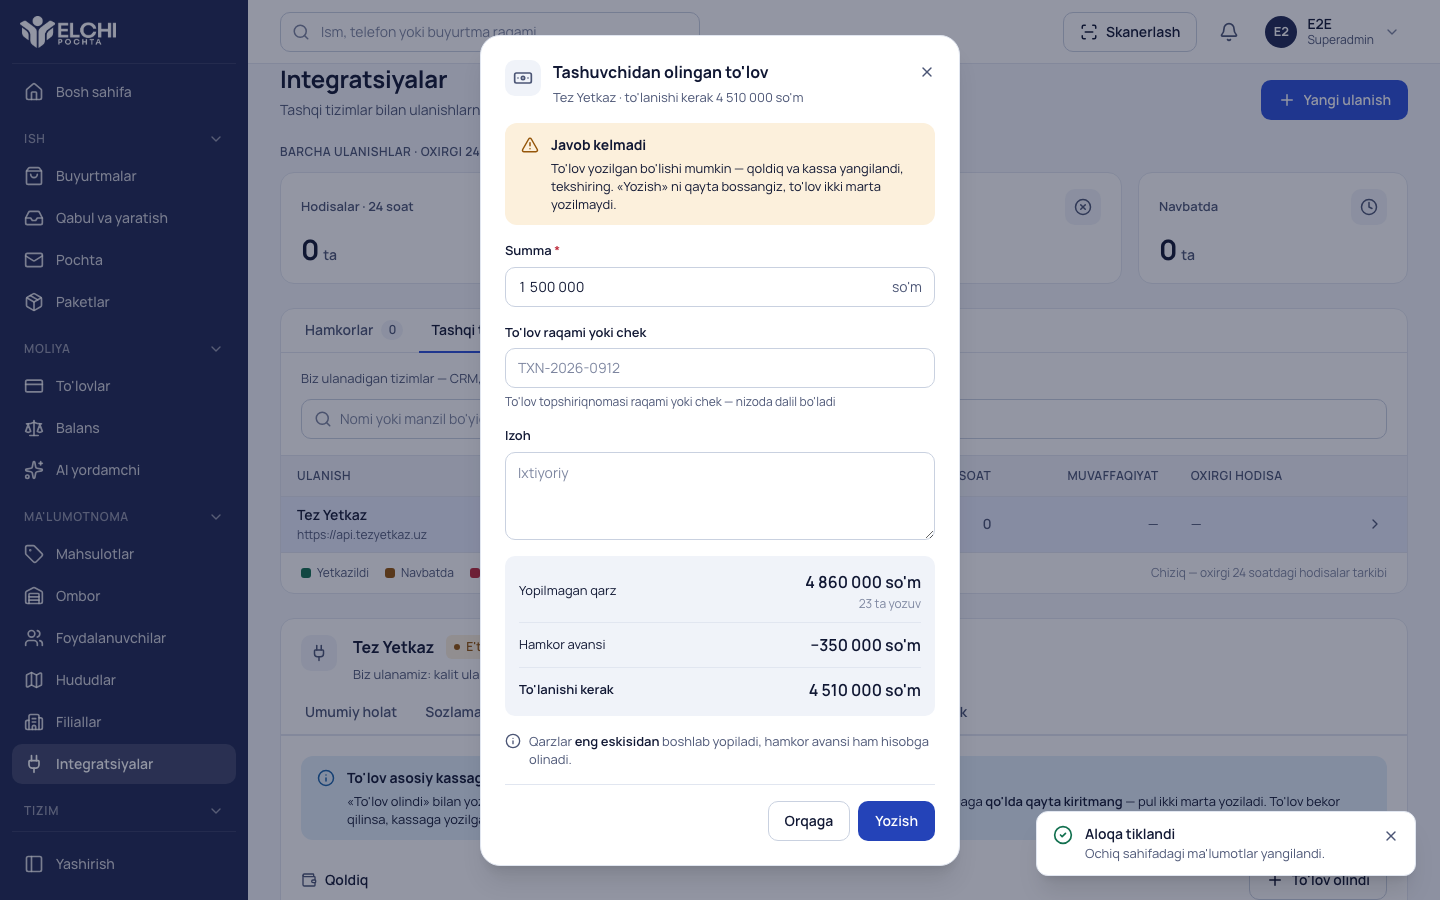 ELCHI
POCHTA
Bosh sahifa
ISH
Buyurtmalar
Qabul va yaratish
Pochta
Paketlar
MOLIYA
To'lovlar
Balans
AI yordamchi
MA'LUMOTNOMA
Mahsulotlar
Ombor
Foydalanuvchilar
Hududlar
Filiallar
Integratsiyalar
TIZIM
Yashirish
Ism, telefon yoki buyurtma raqami
Skanerlash
E2
E2E
Superadmin
Integratsiyalar
Tashqi tizimlar bilan
Yangi ulanish
BARCHA ULANISHLAR · OXIRGI 24
Hodisalar · 24 soat
0 ta
Navbatda
0 ta
Hamkorlar 0
Tashqi
Biz ulanadigan tizimlar — CRM,
Nomi yoki manzil
ULANISH
SOAT
MUVAFFAQIYAT
OXIRGI HODISA
Tez Yetkaz
https://api.tezyetkaz.uz
0
—
—
Yetkazildi
Navbatda
Chiziq — oxirgi 24 soatdagi hodisalar tarkibi
Tez Yetkaz
Biz ulanamiz: kalit
Umumiy holat
To'lov asosiy
«To'lov olindi» bilan
qo'lda qayta kiritmang — pul ikki marta yoziladi. To'lov bekor
qilinsa, kassaga
Qoldiq
To'lov olindi
Tashuvchidan olingan to'lov
Tez Yetkaz · to'lanishi kerak 4 510 000 so'm
Javob kelmadi
To'lov yozilgan bo'lishi mumkin — qoldiq va kassa yangilandi,
tekshiring. «Yozish» ni qayta bossangiz, to'lov ikki marta
yozilmaydi.
Summa *
1 500 000
so'm
To'lov raqami yoki chek
TXN-2026-0912
To'lov topshiriqnomasi raqami yoki chek — nizoda dalil bo'ladi
Izoh
Ixtiyoriy
Yopilmagan qarz
4 860 000 so'm
23 ta yozuv
Hamkor avansi
−350 000 so'm
To'lanishi kerak
4 510 000 so'm
Qarzlar eng eskisidan boshlab yopiladi, hamkor avansi ham hisobga
olinadi.
Orqaga
Yozish
Aloqa tiklandi
Ochiq sahifadagi ma'lumotlar yangilandi.